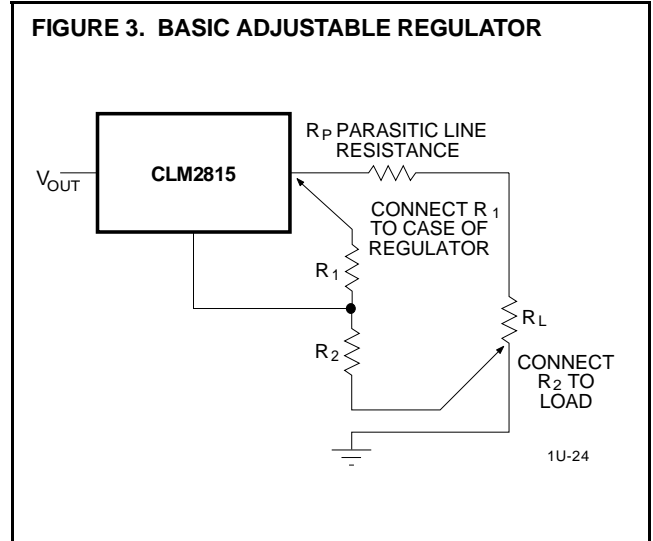 FIGURE 3. BASIC ADJUSTABLE REGULATOR
RP PARASITIC LINE
RESISTANCE
VOUT
CLM2815
CONNECT R1
TO CASE OF
REGULATOR
R1
RL
R2
CONNECT
R2 TO
LOAD
1U-24